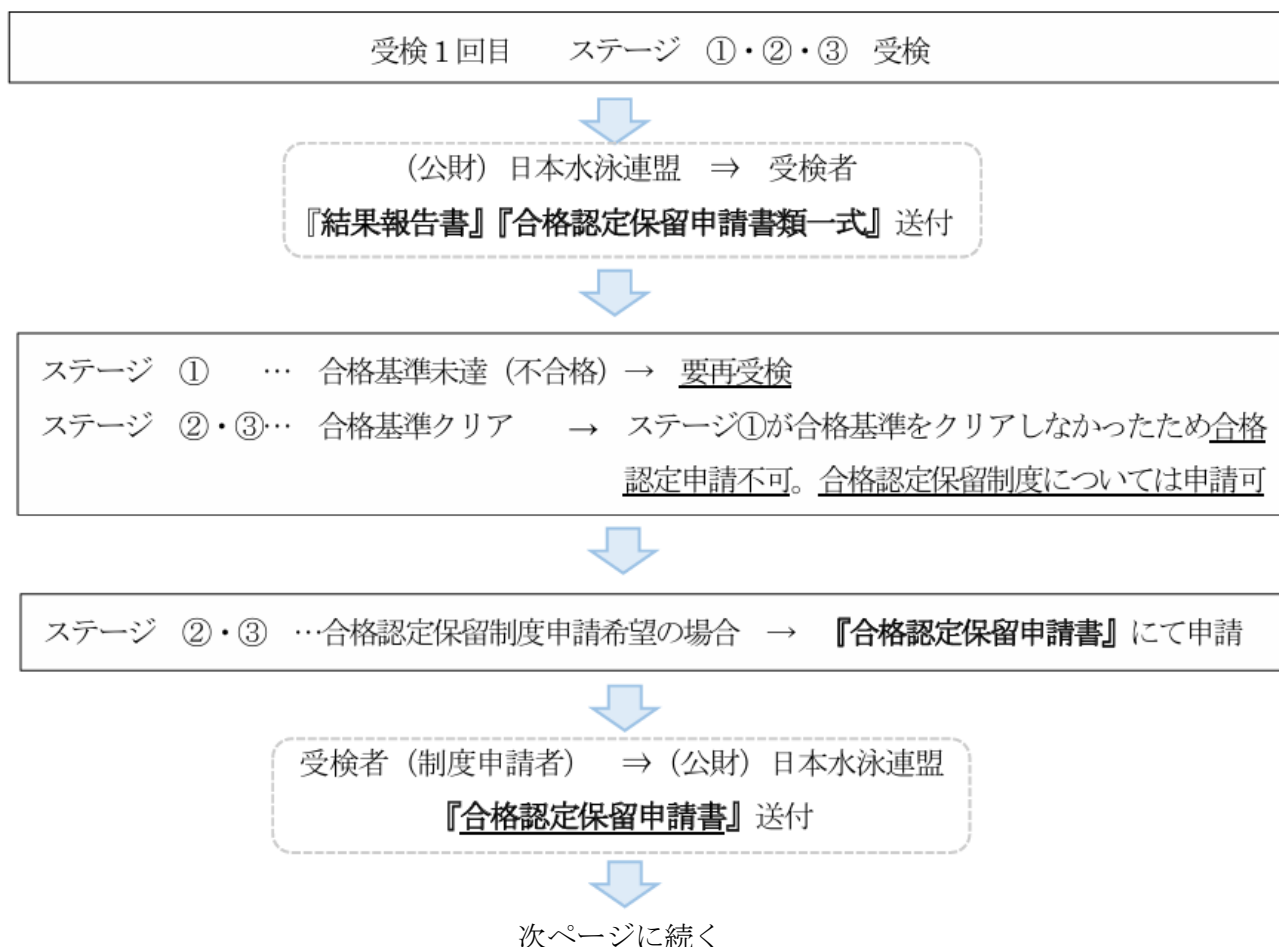 受検１回目　　ステージ　①・②・③　受検
（公財）日本水泳連盟　⇒　受検者
『結果報告書』『合格認定保留申請書類一式』送付
ステージ　①　…　合格基準未達（不合格）→　要再受検
ステージ　②・③…　合格基準クリア　　→　ステージ①が合格基準をクリアしなかったため合格
認定申請不可。合格認定保留制度については申請可
ステージ　②・③　…合格認定保留制度申請希望の場合　→　『合格認定保留申請書』にて申請
受検者（制度申請者）　⇒（公財）日本水泳連盟
『合格認定保留申請書』送付
次ページに続く